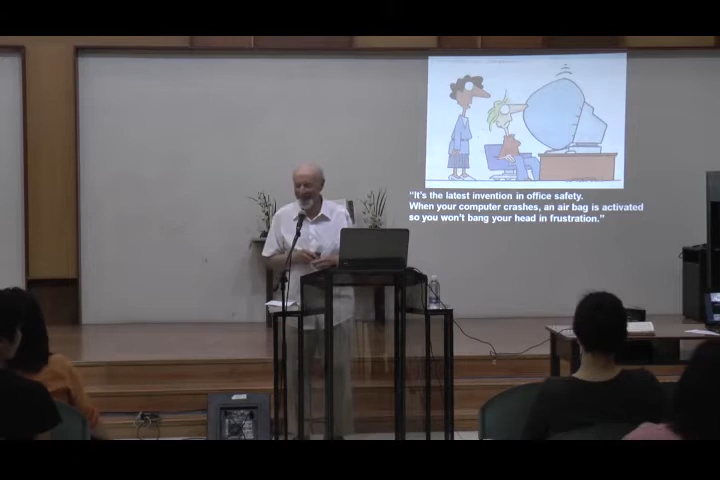 “It’s the latest invention in office safety.
When your computer crashes, an air bag is activated
so you won’t bang your head in frustration.”